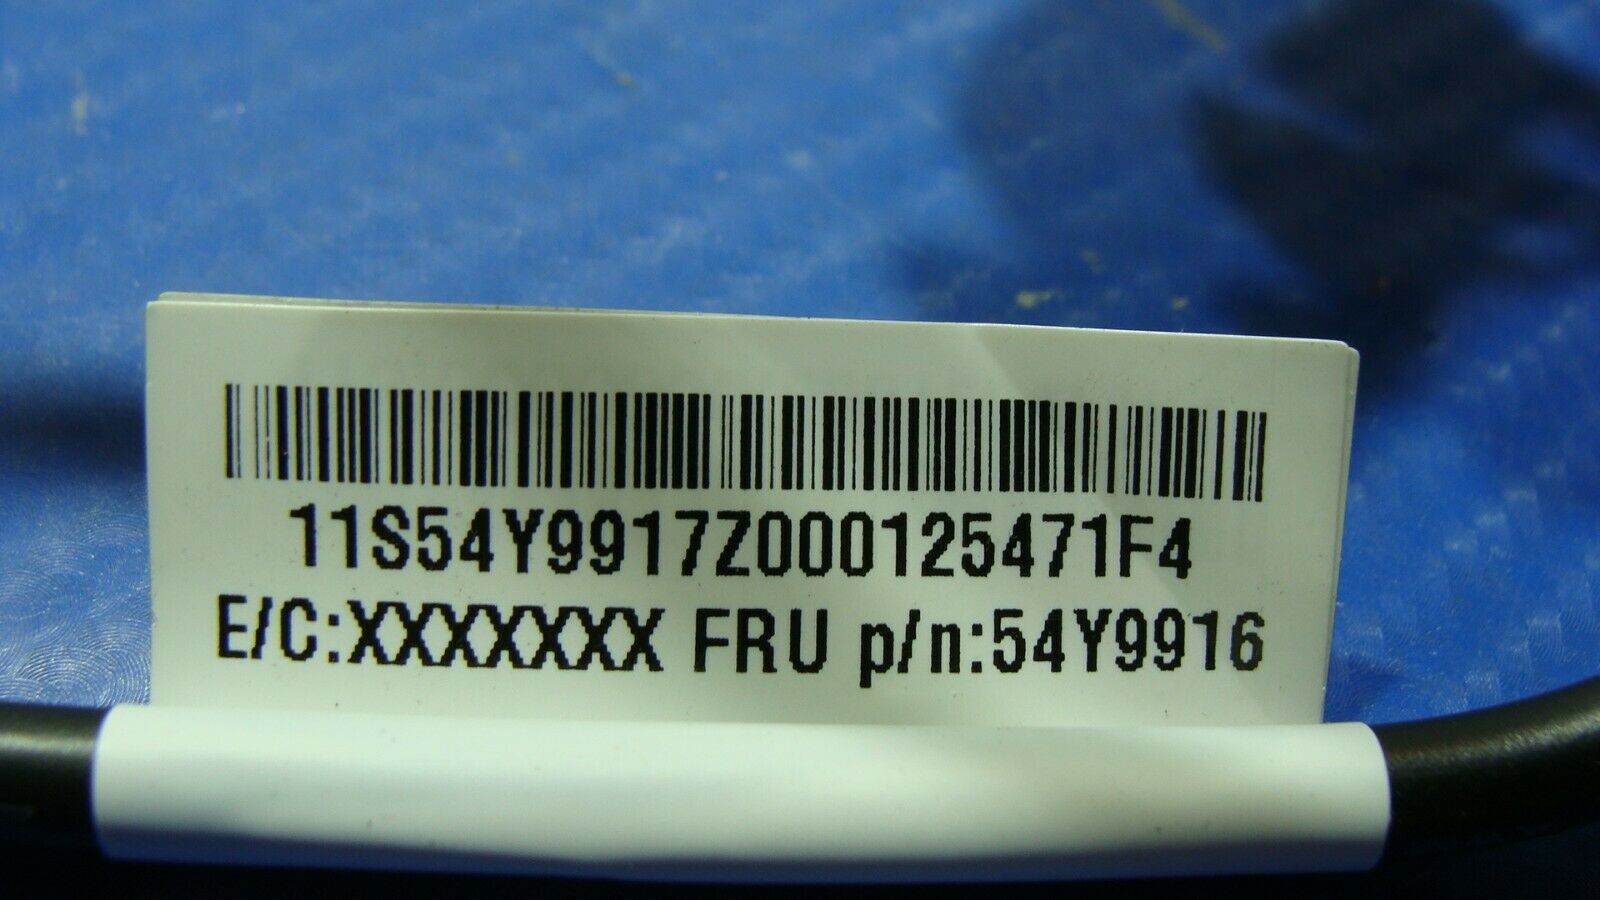 11S54Y9917Z000125471F4
E/C:XXXXXXX FRU p/n:54Y9916